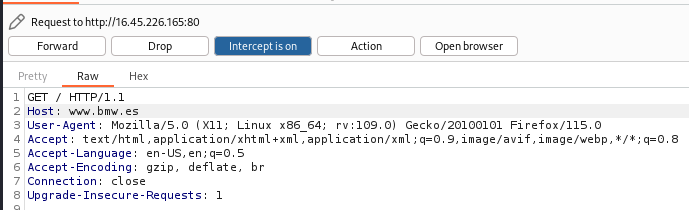 Request to http://16.45.226.165:80
Forward Drop Intercept is on Action Open browser
Pretty Raw Hex
1 GET / HTTP/1.1
2 Host: www.bmw.es
3 User-Agent: Mozilla/5.0 (X11; Linux x86_64; rv:109.0) Gecko/20100101 Firefox/115.0
4 Accept: text/html,application/xhtml+xml,application/xml;q=0.9,image/avif,image/webp,*/*;q=0.8
5 Accept-Language: en-US,en;q=0.5
6 Accept-Encoding: gzip, deflate, br
7 Connection: close
8 Upgrade-Insecure-Requests: 1
9